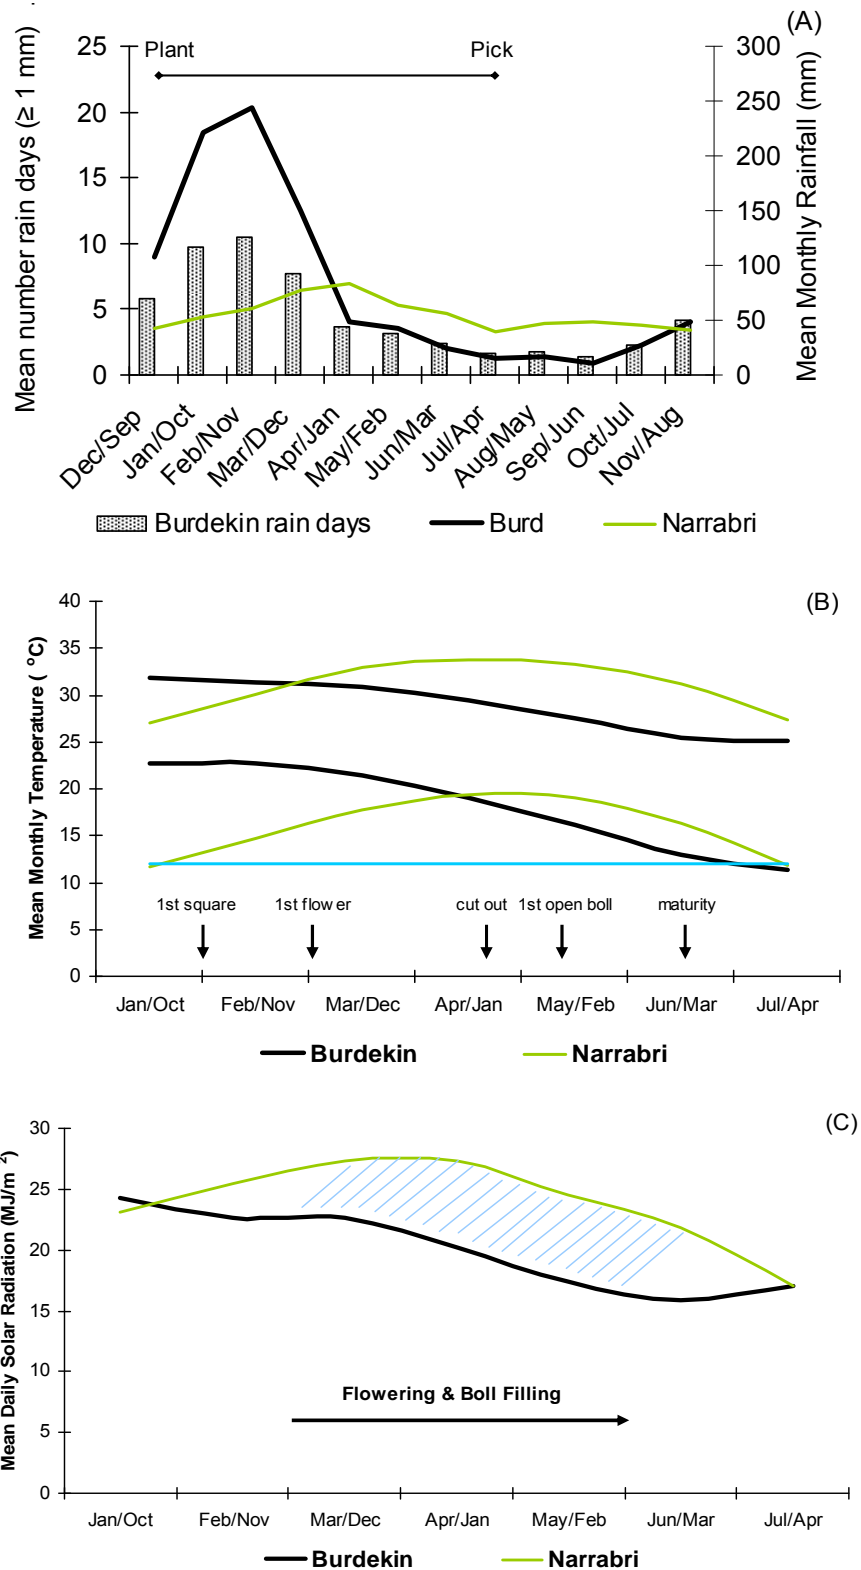 (A)
Mean number rain days (≥ 1 mm)
Mean Monthly Rainfall (mm)
Plant
Pick
25
20
15
10
5
0
300
250
200
150
100
50
0
Dec/Sep
Jan/Oct
Feb/Nov
Mar/Dec
Apr/Jan
May/Feb
Jun/Mar
Jul/Apr
Aug/May
Sep/Jun
Oct/Jul
Nov/Aug
Burdekin rain days
Burd
Narrabri
(B)
Mean Monthly Temperature ( °C)
40
35
30
25
20
15
10
5
0
1st square
1st flower
cut out
1st open boll
maturity
Jan/Oct
Feb/Nov
Mar/Dec
Apr/Jan
May/Feb
Jun/Mar
Jul/Apr
Burdekin
Narrabri
(C)
Mean Daily Solar Radiation (MJ/m ²)
30
25
20
15
10
5
0
Flowering & Boll Filling
Jan/Oct
Feb/Nov
Mar/Dec
Apr/Jan
May/Feb
Jun/Mar
Jul/Apr
Burdekin
Narrabri